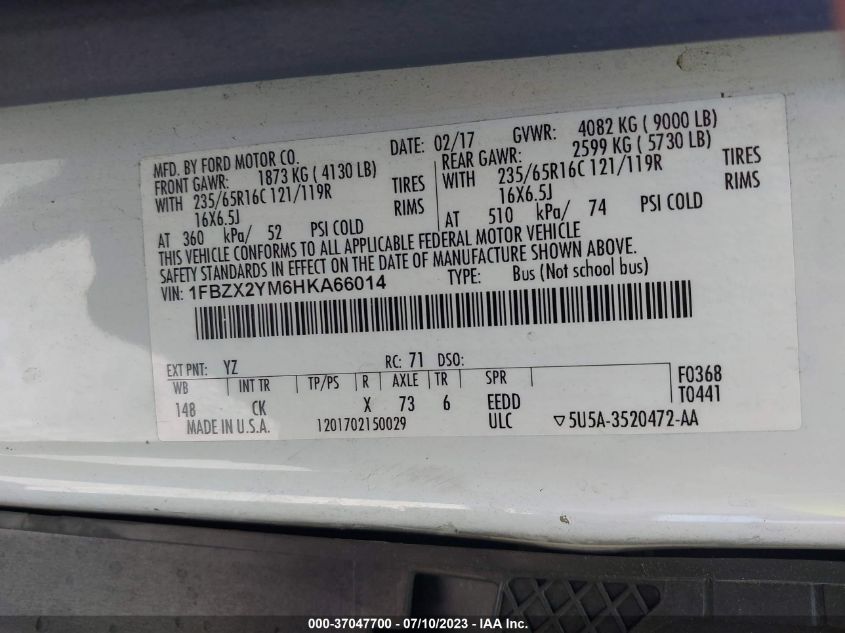 MFD. BY FORD MOTOR CO. DATE: 02/17 GVWR: 4082 KG ( 9000 LB)
FRONT GAWR: 1873 KG ( 4130 LB) REAR GAWR: 2599 KG ( 5730 LB)
WITH 235/65R16C 121/119R TIRES WITH 235/65R16C 121/119R TIRES
16X6.5J RIMS 16X6.5J RIMS
AT 360 kPa/ 52 PSI COLD AT 510 kPa/ 74 PSI COLD
THIS VEHICLE CONFORMS TO ALL APPLICABLE FEDERAL MOTOR VEHICLE
SAFETY STANDARDS IN EFFECT ON THE DATE OF MANUFACTURE SHOWN ABOVE.
VIN: 1FBZX2YM6HKA66014 TYPE: Bus (Not school bus)
EXT PNT: YZ RC: 71 DSO:
WB INT TR TP/PS R AXLE TR SPR F0368
148 CK X 73 6 EEDD T0441
MADE IN U.S.A. 1201702150029 ULC ▽5U5A-3520472-AA
000-37047700 - 07/10/2023 - IAAI.com